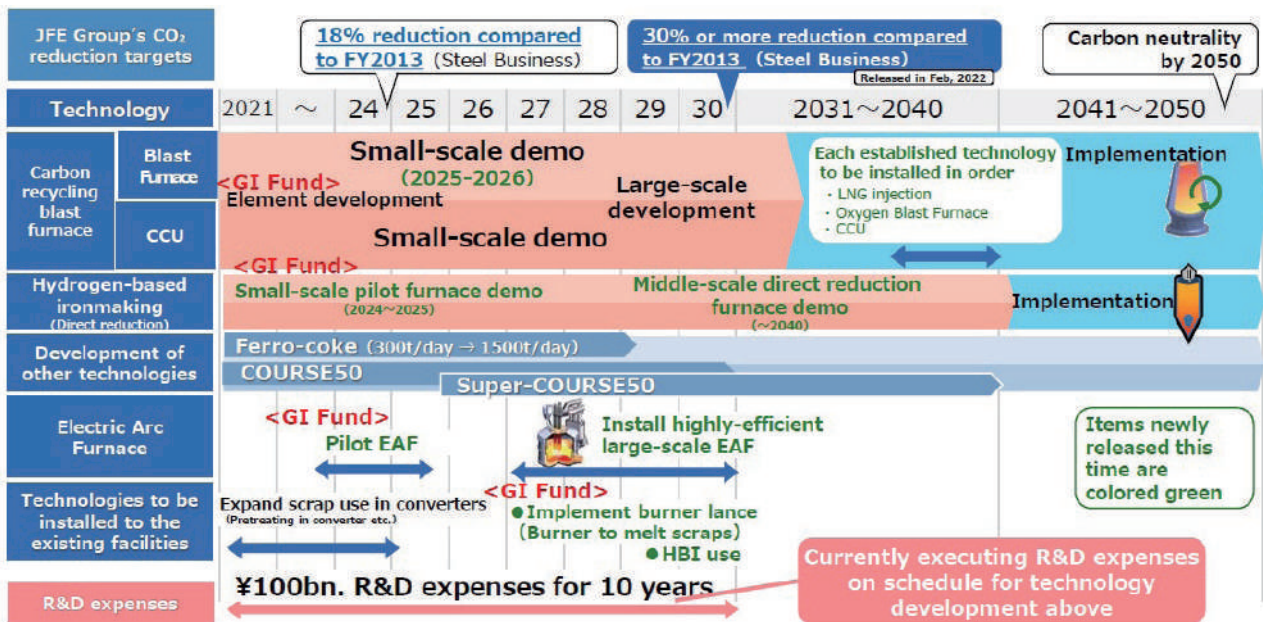 JFE Group's CO₂
reduction targets
18% reduction compared
to FY2013 (Steel Business)
30% or more reduction compared
to FY2013 (Steel Business)
Released in Feb, 2022
Carbon neutrality
by 2050
Technology
2021 ～ 24 25 26 27 28 29 30 2031～2040 2041～2050
Carbon
recycling
blast
furnace
Blast
Furnace
CCU
Small-scale demo
(2025-2026)
<GI Fund>
Element development
Large-scale
development
Small-scale demo
Each established technology
to be installed in order
・LNG injection
・Oxygen Blast Furnace
・CCU
Implementation
Hydrogen-based
ironmaking
(Direct reduction)
<GI Fund>
Small-scale pilot furnace demo
(2024～2025)
Middle-scale direct reduction
furnace demo
(～2040)
Implementation
Development of
other technologies
Ferro-coke (300t/day → 1500t/day)
COURSE50
Super-COURSE50
Electric Arc
Furnace
<GI Fund>
Pilot EAF
Install highly-efficient
large-scale EAF
Items newly
released this
time are
colored green
Technologies to be
installed to the
existing facilities
Expand scrap use in converters
(Pretreating in converter etc.)
<GI Fund>
●Implement burner lance
(Burner to melt scraps)
●HBI use
R&D expenses
¥100bn. R&D expenses for 10 years
Currently executing R&D expenses
on schedule for technology
development above